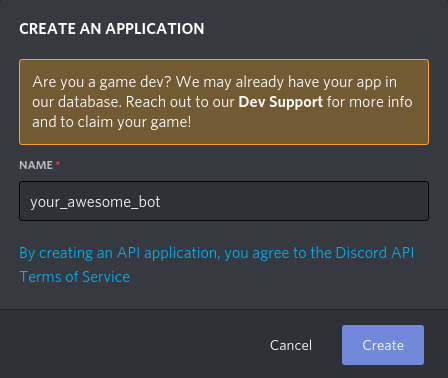 CREATE AN APPLICATION
Are you a game dev? We may already have your app in
our database. Reach out to our Dev Support for more info
and to claim your game!
NAME *
your_awesome_bot
By creating an API application, you agree to the Discord API
Terms of Service
Cancel
Create